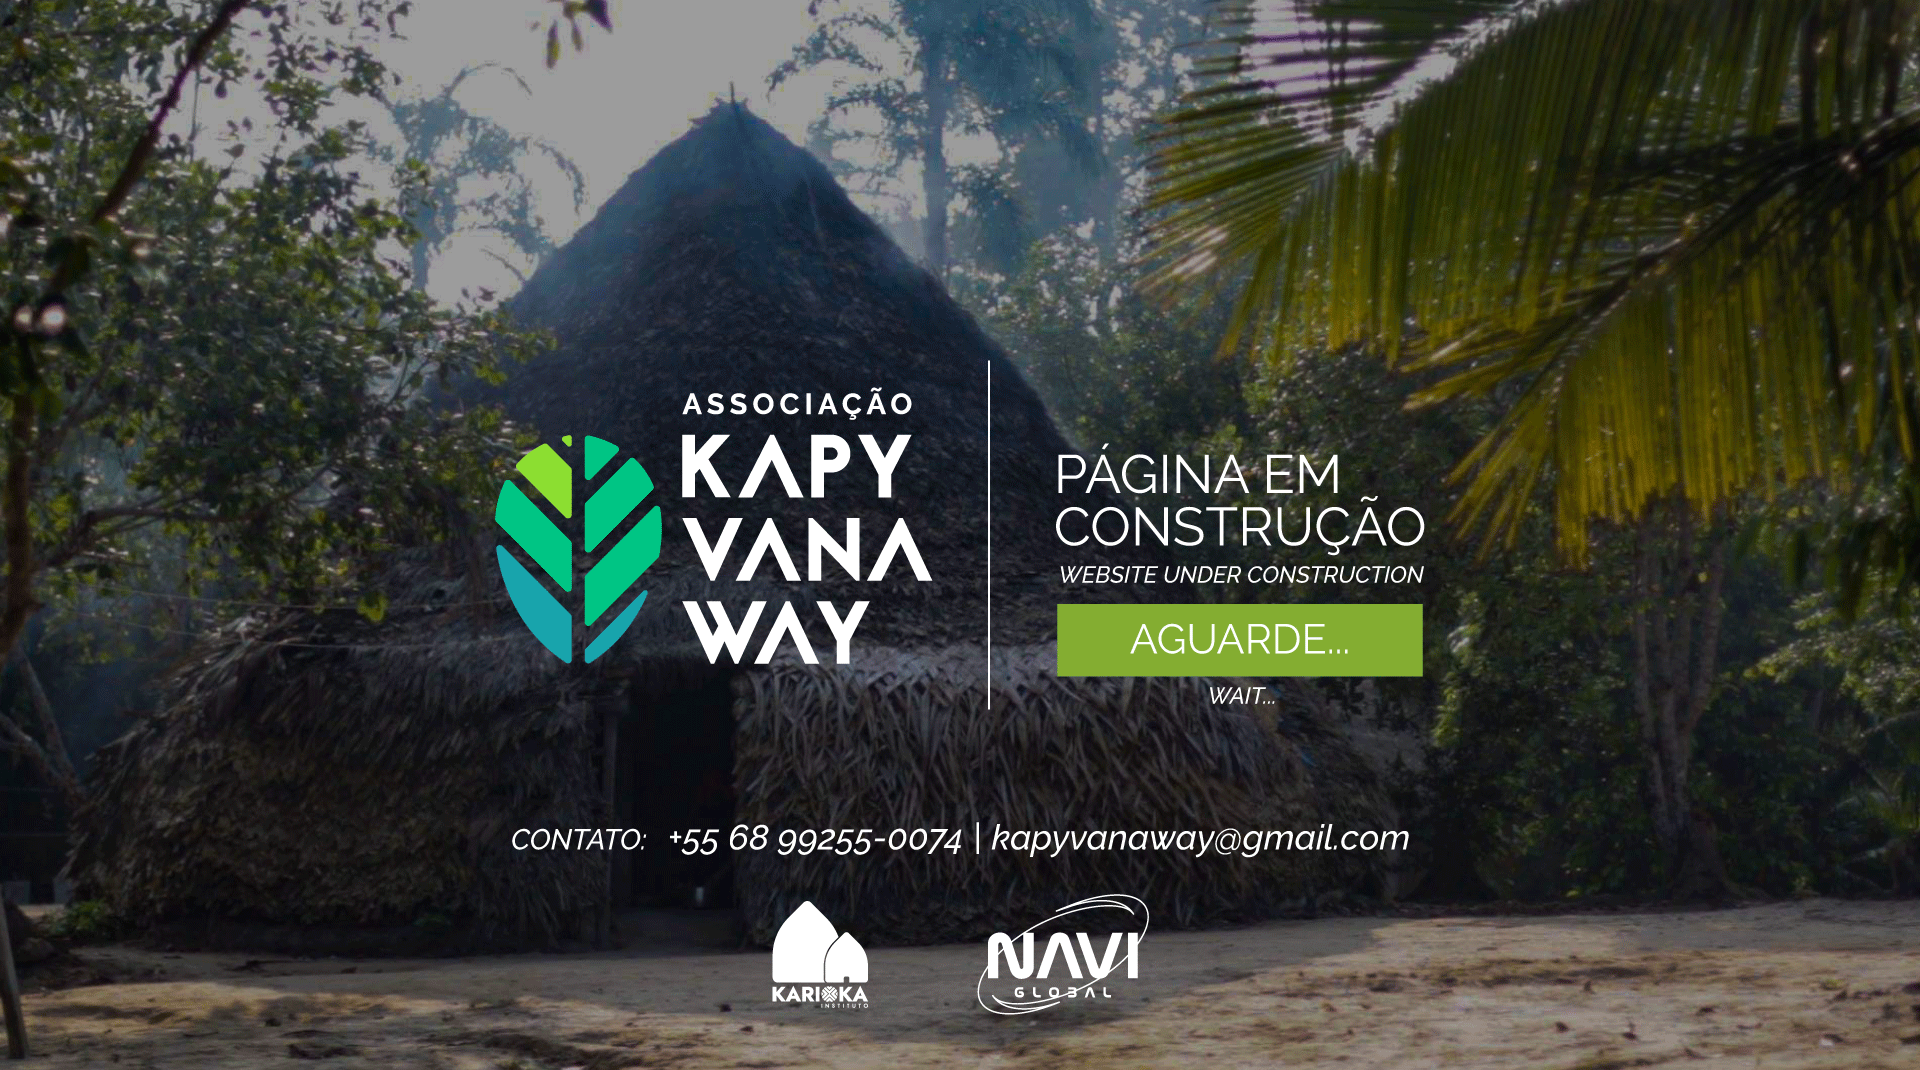 ASSOCIAÇÃO
KAPY
VANA
WAY
PÁGINA EM
CONSTRUÇÃO
WEBSITE UNDER CONSTRUCTION
AGUARDE...
WAIT...
CONTATO: +55 68 99255-0074 | kapyvanaway@gmail.com
KARIOKA
INSTITUTO
NAVI
GLOBAL